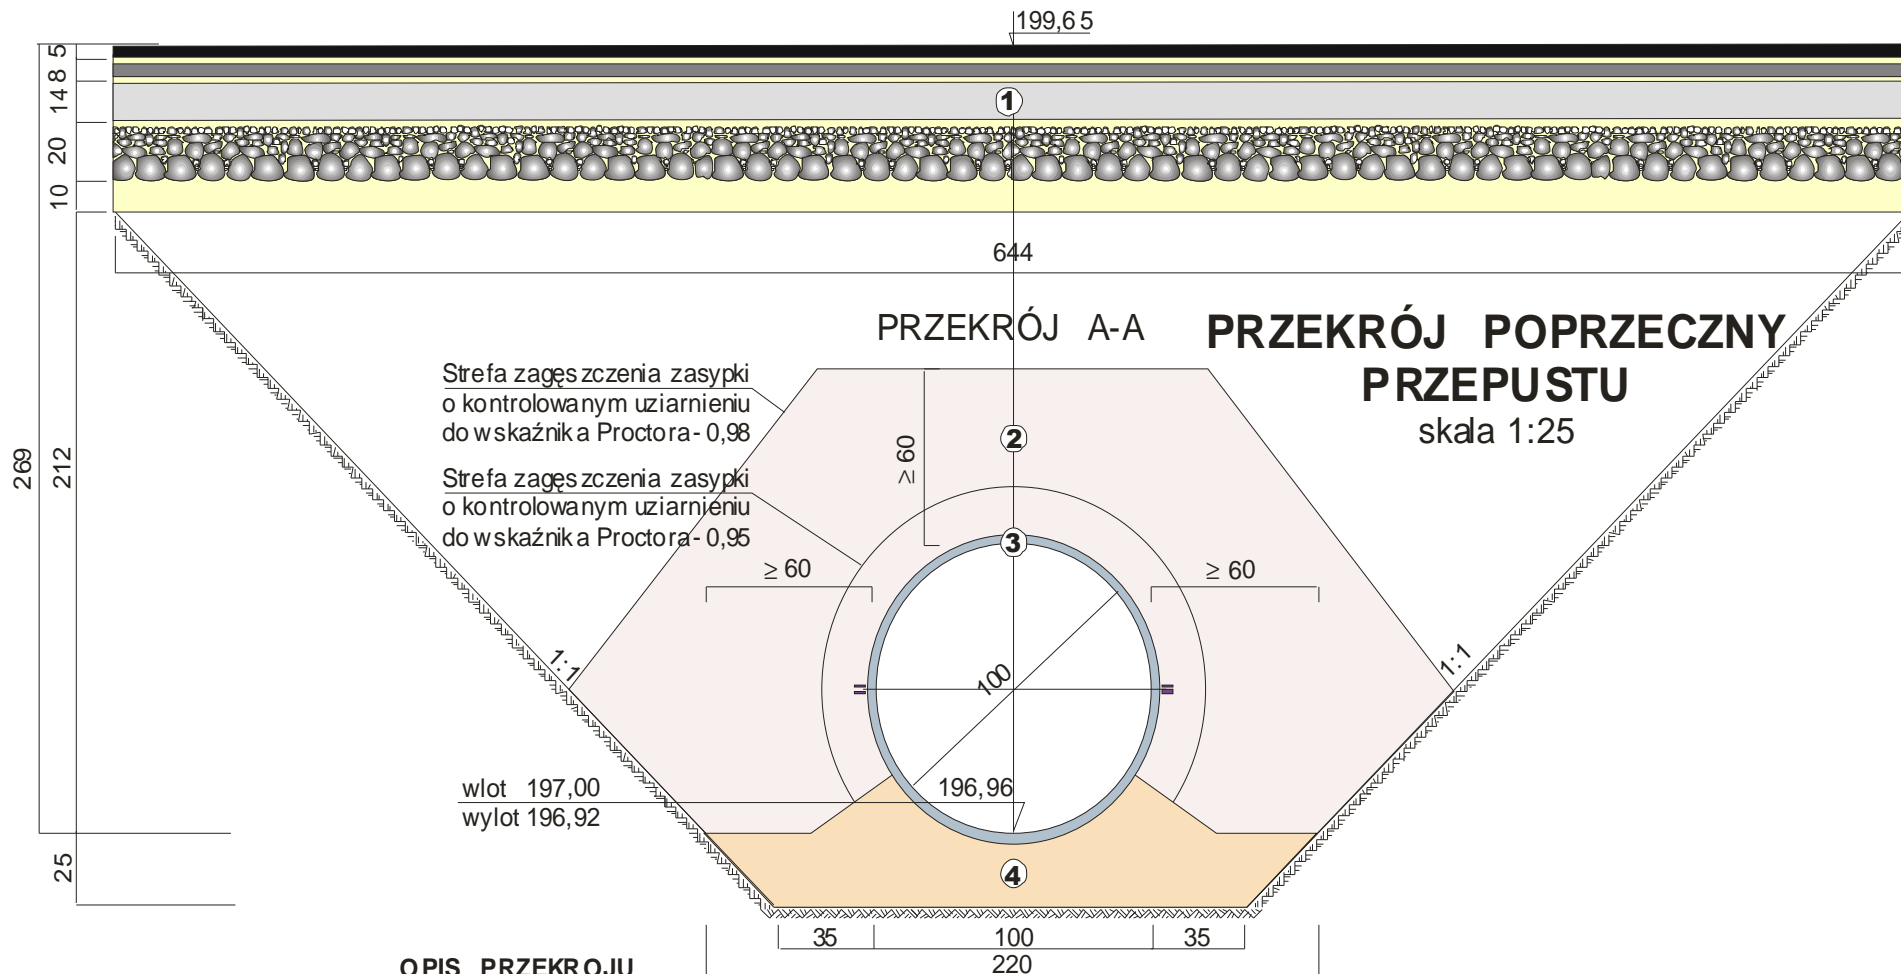 199,65
5
8
14
20
10
644
PRZEKRÓJ A-A
PRZEKRÓJ POPRZECZNY
PRZEPUSTU
skala 1:25
Strefa zagęszczenia zasypki
o kontrolowanym uziarnieniu
do wskaźnika Proctora- 0,98
Strefa zagęszczenia zasypki
o kontrolowanym uziarnieniu
do wskaźnika Proctora- 0,95
1
2
3
4
≥ 60
≥ 60
≥ 60
269
212
25
1:1
1:1
100
wlot 197,00
wylot 196,92
196,96
35
100
35
220
OPIS PRZEKROJU